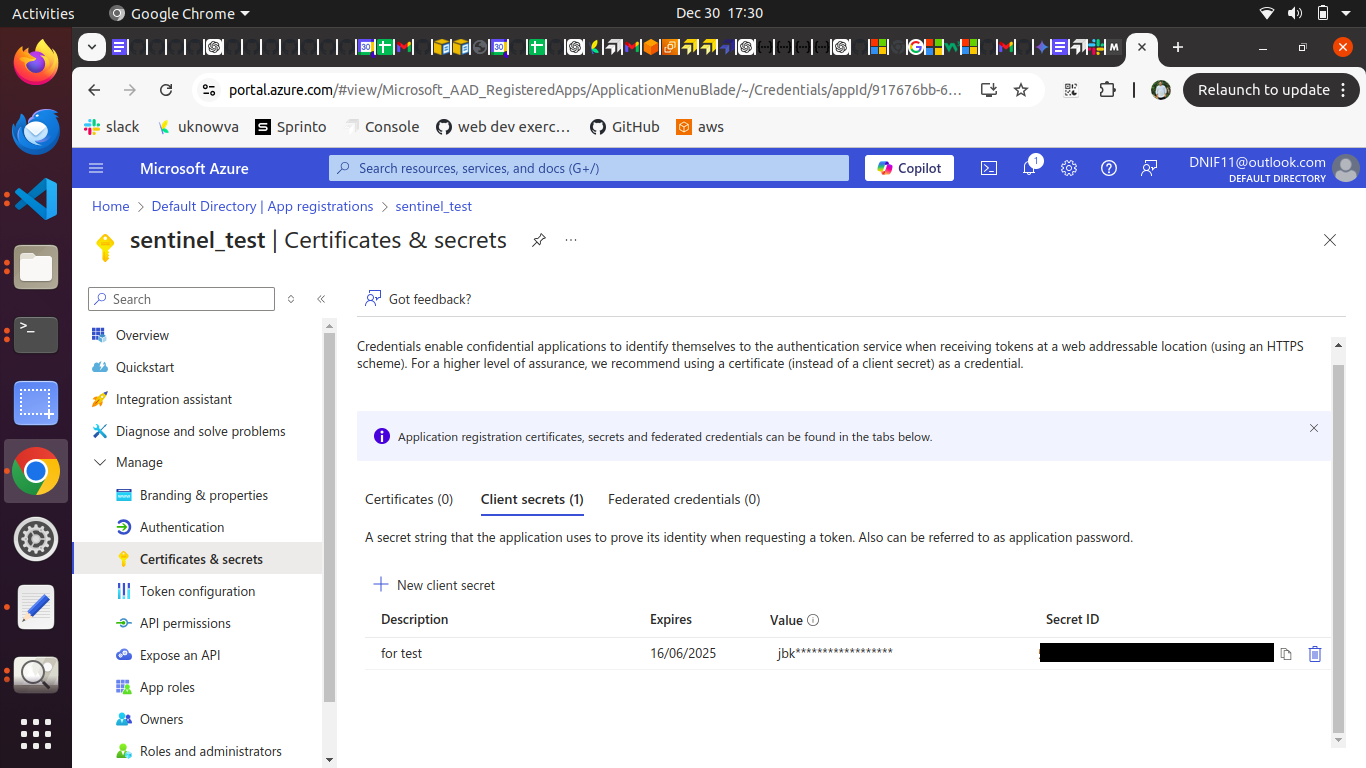 Activities
Google Chrome
Dec 30 17:30
portal.azure.com/#view/Microsoft_AAD_RegisteredApps/ApplicationMenuBlade/~/Credentials/appId/917676bb-6…
Relaunch to update
slack
uknowva
Sprinto
Console
web dev exerc…
GitHub
aws
Microsoft Azure
Search resources, services, and docs (G+/)
Copilot
1
DNIF11@outlook.com
DEFAULT DIRECTORY
Home > Default Directory | App registrations > sentinel_test
sentinel_test | Certificates & secrets
Search
Got feedback?
Overview
Quickstart
Integration assistant
Diagnose and solve problems
Manage
Branding & properties
Authentication
Certificates & secrets
Token configuration
API permissions
Expose an API
App roles
Owners
Roles and administrators
Credentials enable confidential applications to identify themselves to the authentication service when receiving tokens at a web addressable location (using an HTTPS
scheme). For a higher level of assurance, we recommend using a certificate (instead of a client secret) as a credential.
Application registration certificates, secrets and federated credentials can be found in the tabs below.
Certificates (0)
Client secrets (1)
Federated credentials (0)
A secret string that the application uses to prove its identity when requesting a token. Also can be referred to as application password.
New client secret
Description Expires Value Secret ID
for test 16/06/2025 jbk******************